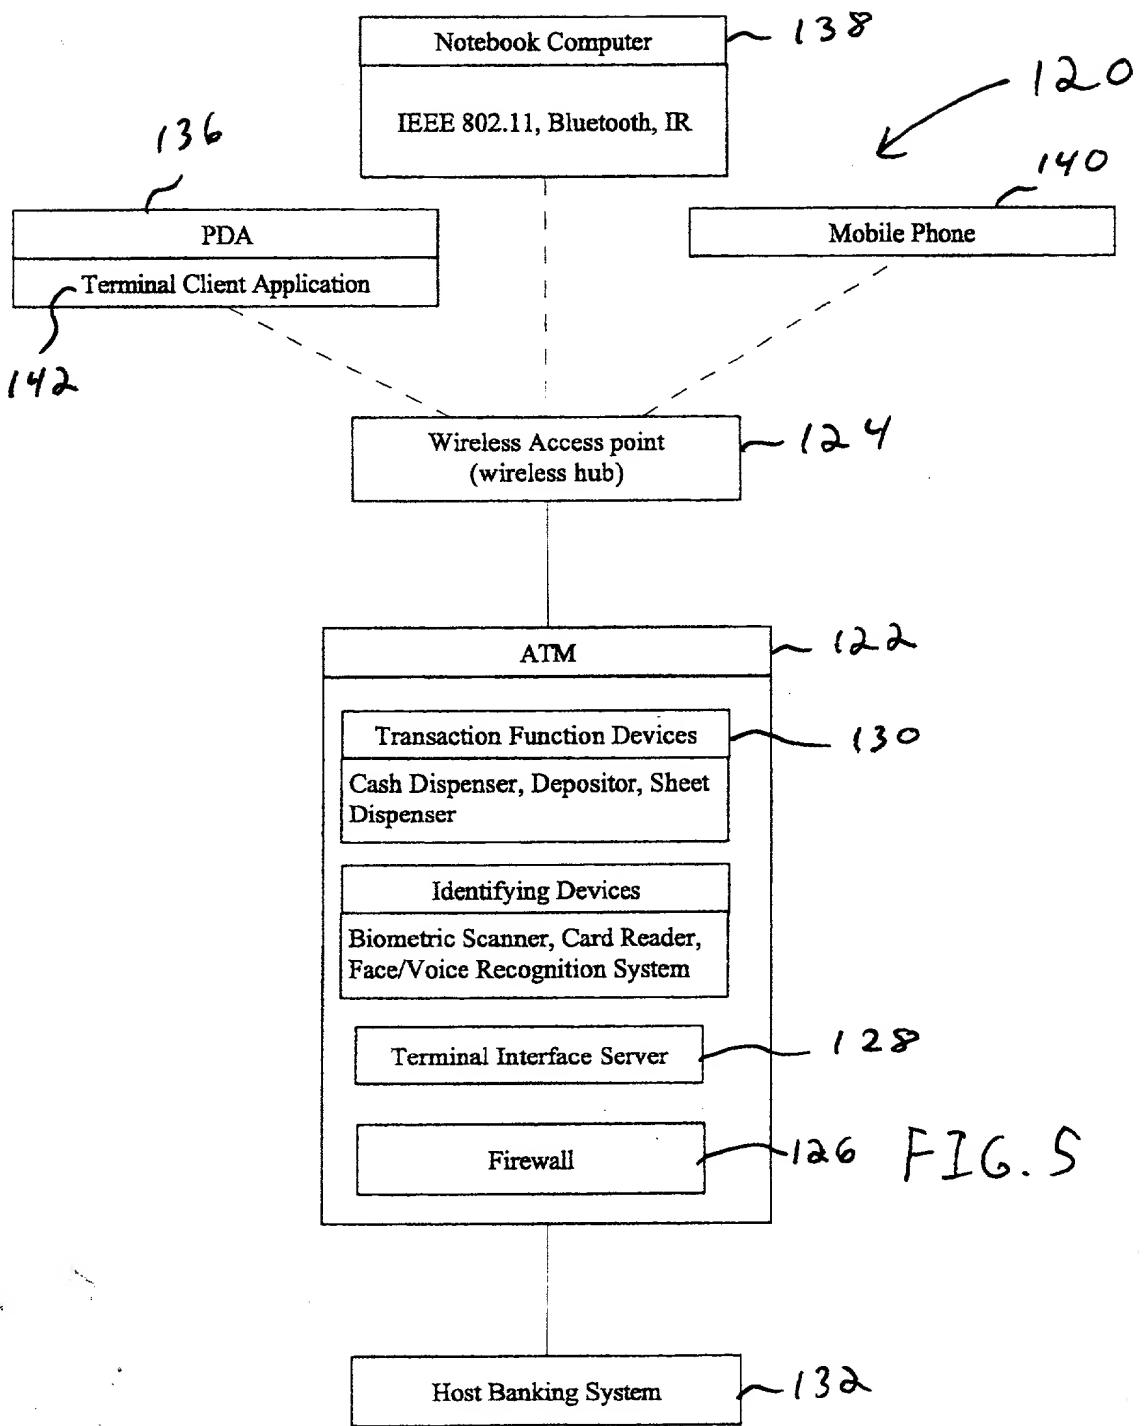 Notebook Computer
138
IEEE 802.11, Bluetooth, IR
120
136
140
PDA
Mobile Phone
Terminal Client Application
142
Wireless Access point
(wireless hub)
124
ATM
122
Transaction Function Devices
130
Cash Dispenser, Depositor, Sheet
Dispenser
Identifying Devices
Biometric Scanner, Card Reader,
Face/Voice Recognition System
Terminal Interface Server
128
Firewall
126
FIG. 5
Host Banking System
132